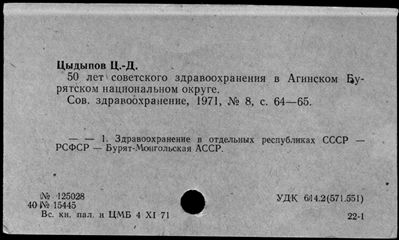 Цыдыпов Ц.-Д.
50 лет советского здравоохранения в Агинском Бу-
рятском национальном округе.
Сов. здравоохранение, 1971, № 8, с. 64—65.
— — 1. Здравоохранение в отдельных республиках СССР —
РСФСР — Бурят-Монгольская АССР.
№ 125028
40 № 15445
УДК 614.2(571.551)
Вс. кн. пал. и ЦМБ 4 XI 71
22-1